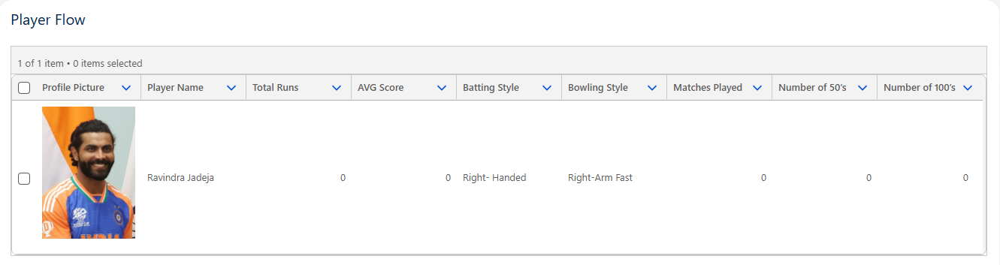 Player Flow
1 of 1 item • 0 items selected
Profile Picture Player Name Total Runs AVG Score Batting Style Bowling Style Matches Played Number of 50's Number of 100's
Ravindra Jadeja 0 0 Right- Handed Right-Arm Fast 0 0 0
INDIA